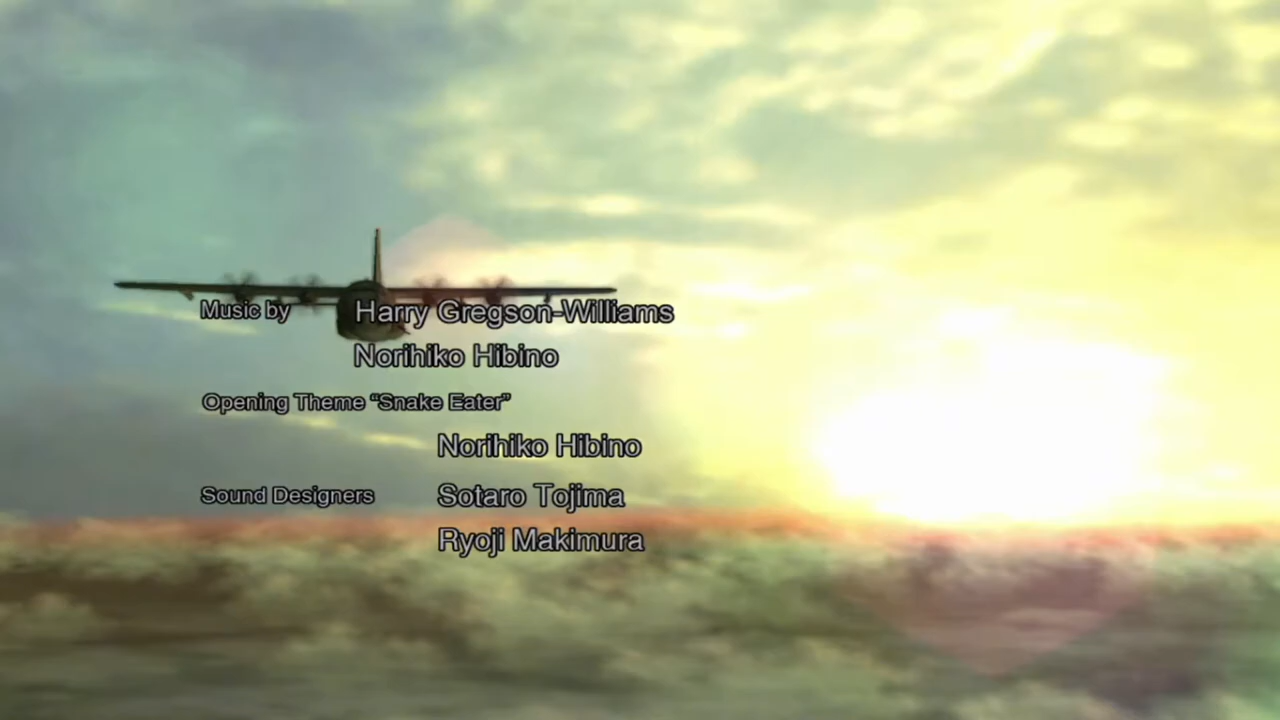 Music by Harry Gregson-Williams
Norihiko Hibino
Opening Theme “Snake Eater”
Norihiko Hibino
Sound Designers Sotaro Tojima
Ryoji Makimura